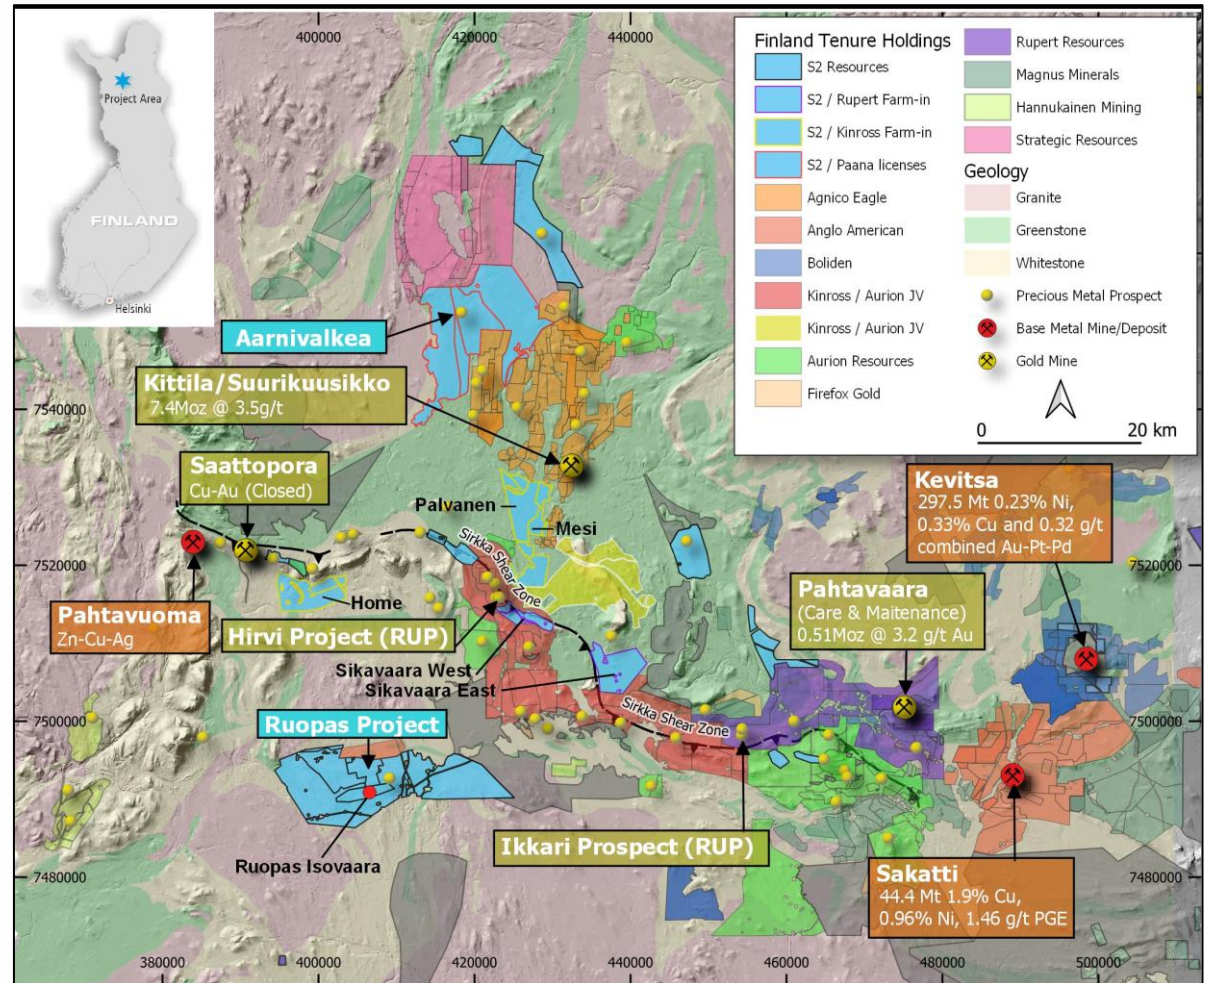 400000
420000
440000
Project Area
FINLAND
Helsinki
Finland Tenure Holdings
S2 Resources
S2 / Rupert Farm-in
S2 / Kinross Farm-in
S2 / Paana licenses
Agnico Eagle
Anglo American
Boliden
Kinross / Aurion JV
Kinross / Aurion JV
Aurion Resources
Firefox Gold
Rupert Resources
Magnus Minerals
Hannukainen Mining
Strategic Resources
Geology
Granite
Greenstone
Whitestone
Precious Metal Prospect
Base Metal Mine/Deposit
Gold Mine
0 20 km
Aarnivalkea
Kittila/Suurikuusikko
7.4Moz @ 3.5g/t
7540000
Saattopora
Cu-Au (Closed)
Palvanen
Mesi
Kevitsa
297.5 Mt 0.23% Ni,
0.33% Cu and 0.32 g/t
combined Au-Pt-Pd
Sirkka Shear Zone
7520000
7520000
Home
Pahtavuoma
Zn-Cu-Ag
Hirvi Project (RUP)
Pahtavaara
(Care & Maitenance)
0.51Moz @ 3.2 g/t Au
Sikavaara West
Sikavaara East
Sirkka Shear Zone
7500000
7500000
Ruopas Project
Ruopas Isovaara
Ikkari Prospect (RUP)
Sakatti
44.4 Mt 1.9% Cu,
0.96% Ni, 1.46 g/t PGE
7480000
7480000
380000
400000
420000
440000
460000
480000
500000